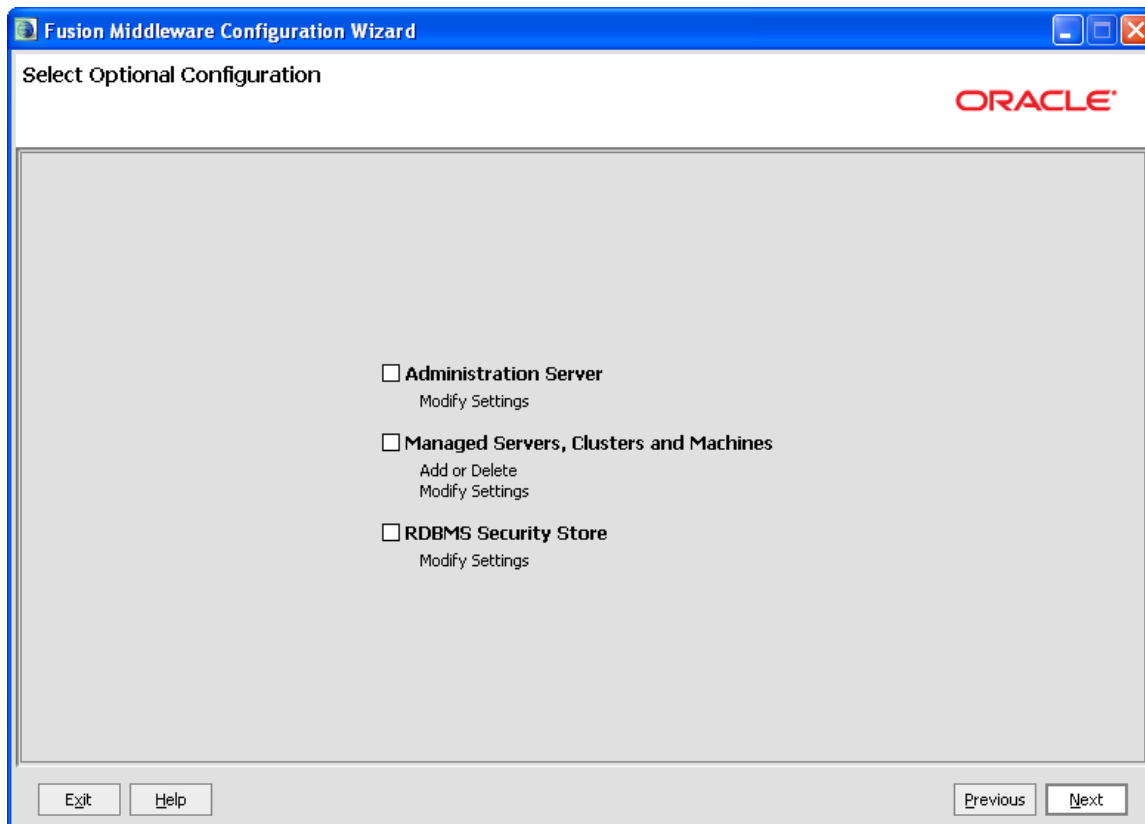 Fusion Middleware Configuration Wizard
Select Optional Configuration
ORACLE
Administration Server
Modify Settings
Managed Servers, Clusters and Machines
Add or Delete
Modify Settings
RDBMS Security Store
Modify Settings
Exit Help Previous Next